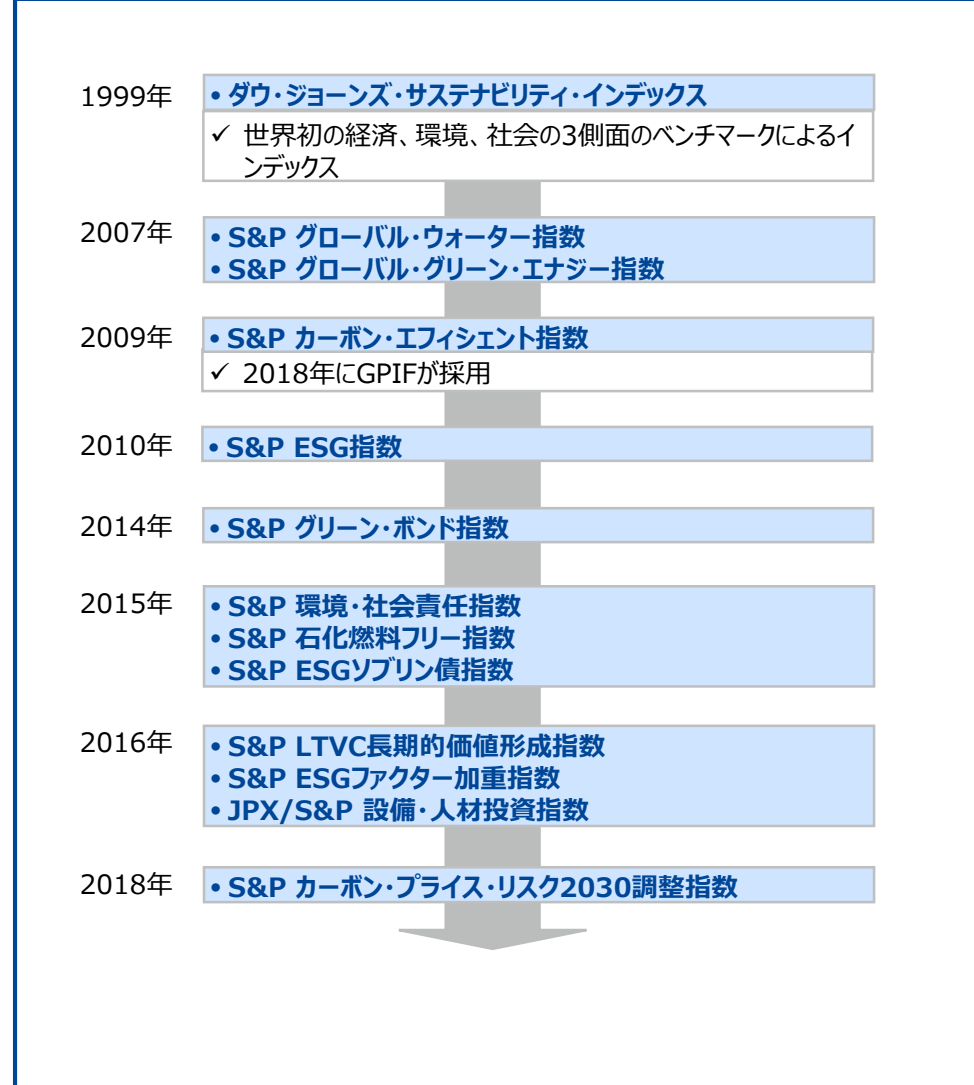 1999年
• ダウ・ジョーンズ・サステナビリティ・インデックス
✓ 世界初の経済、環境、社会の3側面のベンチマークによるイ
ンデックス
2007年
• S&P グローバル・ウォーター指数
• S&P グローバル・グリーン・エナジー指数
2009年
• S&P カーボン・エフィシェント指数
✓ 2018年にGPIFが採用
2010年
• S&P ESG指数
2014年
• S&P グリーン・ボンド指数
2015年
• S&P 環境・社会責任指数
• S&P 石化燃料フリー指数
• S&P ESGソブリン債指数
2016年
• S&P LTVC長期的価値形成指数
• S&P ESGファクター加重指数
• JPX/S&P 設備・人材投資指数
2018年
• S&P カーボン・プライス・リスク2030調整指数